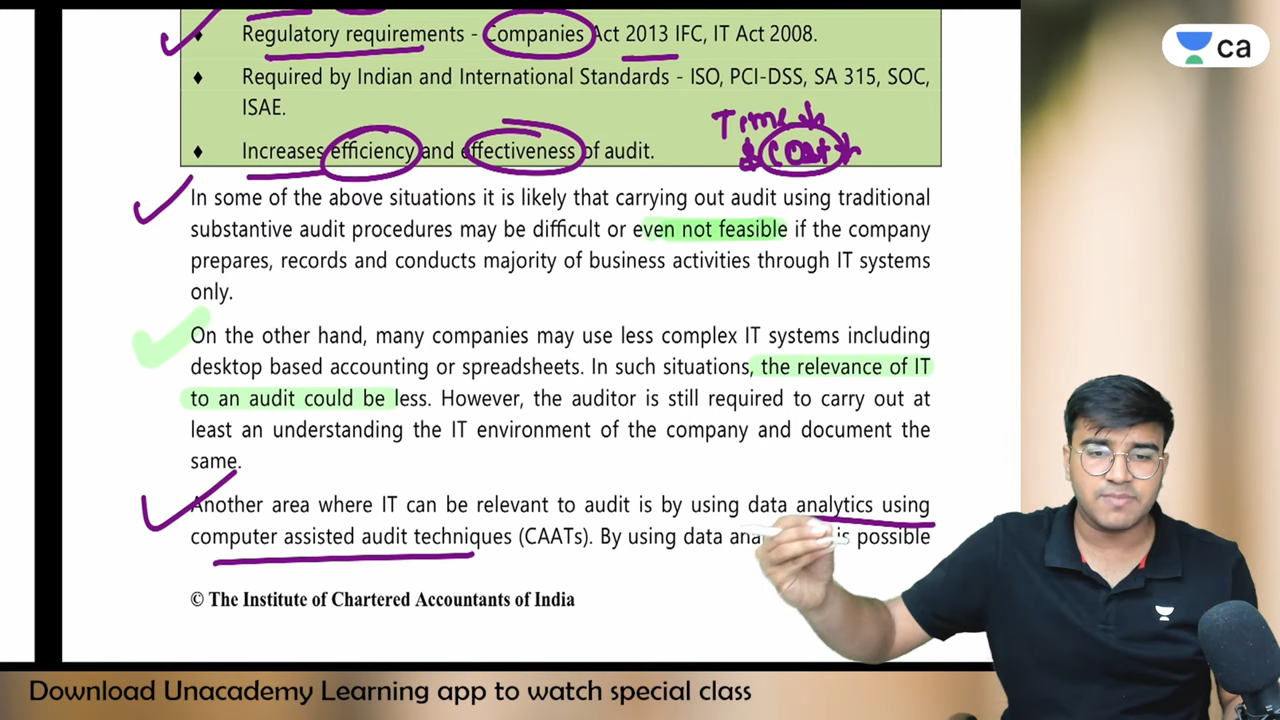 ♦ Regulatory requirements - Companies Act 2013 IFC, IT Act 2008.
ca
♦ Required by Indian and International Standards - ISO, PCI-DSS, SA 315, SOC,
ISAE.
Time
♦ Increases efficiency and effectiveness of audit.
& Cost
In some of the above situations it is likely that carrying out audit using traditional
substantive audit procedures may be difficult or even not feasible if the company
prepares, records and conducts majority of business activities through IT systems
only.
On the other hand, many companies may use less complex IT systems including
desktop based accounting or spreadsheets. In such situations, the relevance of IT
to an audit could be less. However, the auditor is still required to carry out at
least an understanding the IT environment of the company and document the
same.
Another area where IT can be relevant to audit is by using data analytics using
computer assisted audit techniques (CAATs). By using data is possible
© The Institute of Chartered Accountants of India
Download Unacademy Learning app to watch special class